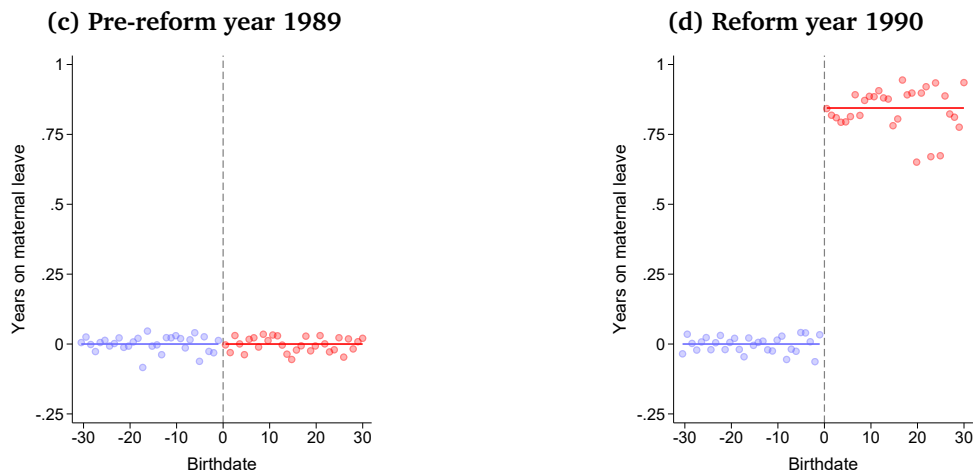 (c) Pre-reform year 1989
Years on maternal leave
1
.75
.5
.25
0
-.25
-30 -20 -10 0 10 20 30
Birthdate
(d) Reform year 1990
Years on maternal leave
1
.75
.5
.25
0
-.25
-30 -20 -10 0 10 20 30
Birthdate